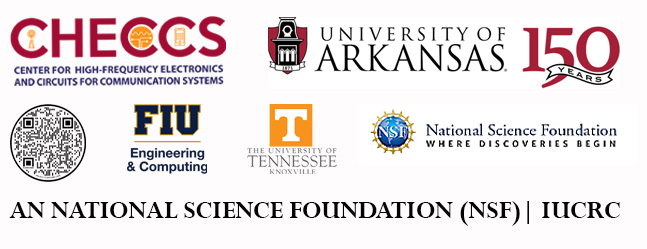 CHECCS
CENTER FOR HIGH-FREQUENCY ELECTRONICS
AND CIRCUITS FOR COMMUNICATION SYSTEMS
UNIVERSITY OF
ARKANSAS
1871
150
YEARS
FIU
Engineering
& Computing
T
THE UNIVERSITY OF
TENNESSEE
KNOXVILLE
NSF
National Science Foundation
WHERE DISCOVERIES BEGIN
AN NATIONAL SCIENCE FOUNDATION (NSF) | IUCRC